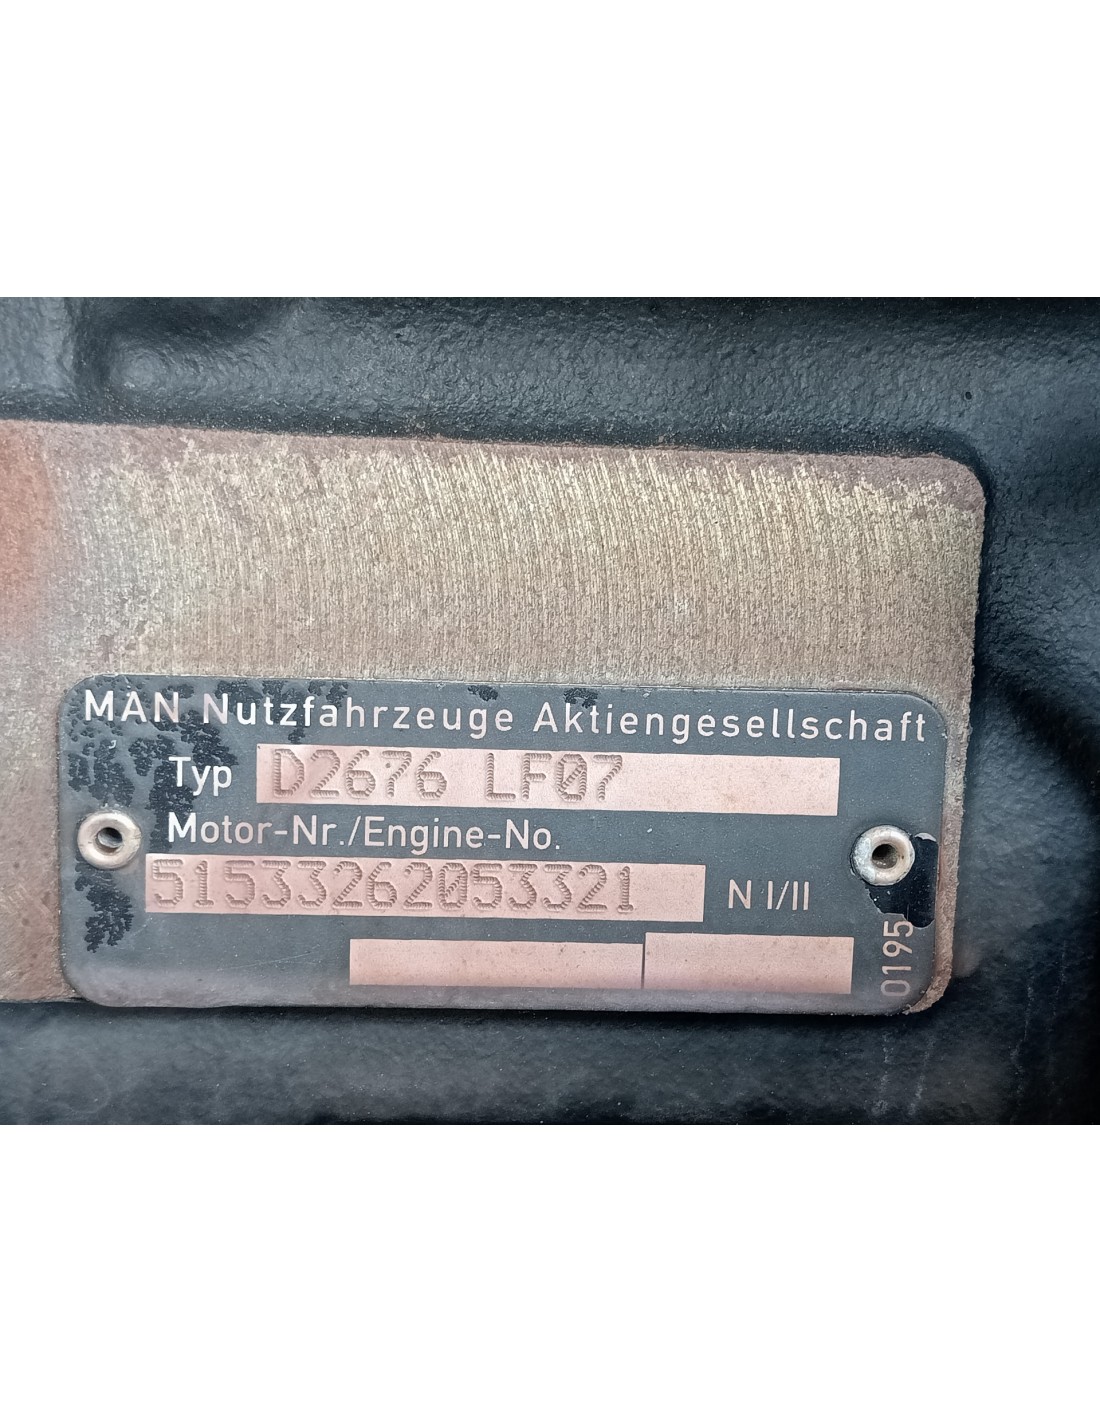 MAN Nutzfahrzeuge Aktiengesellschaft
Typ D2676 LF07
Motor-Nr./Engine-No.
51533262053321 N I/II
0195